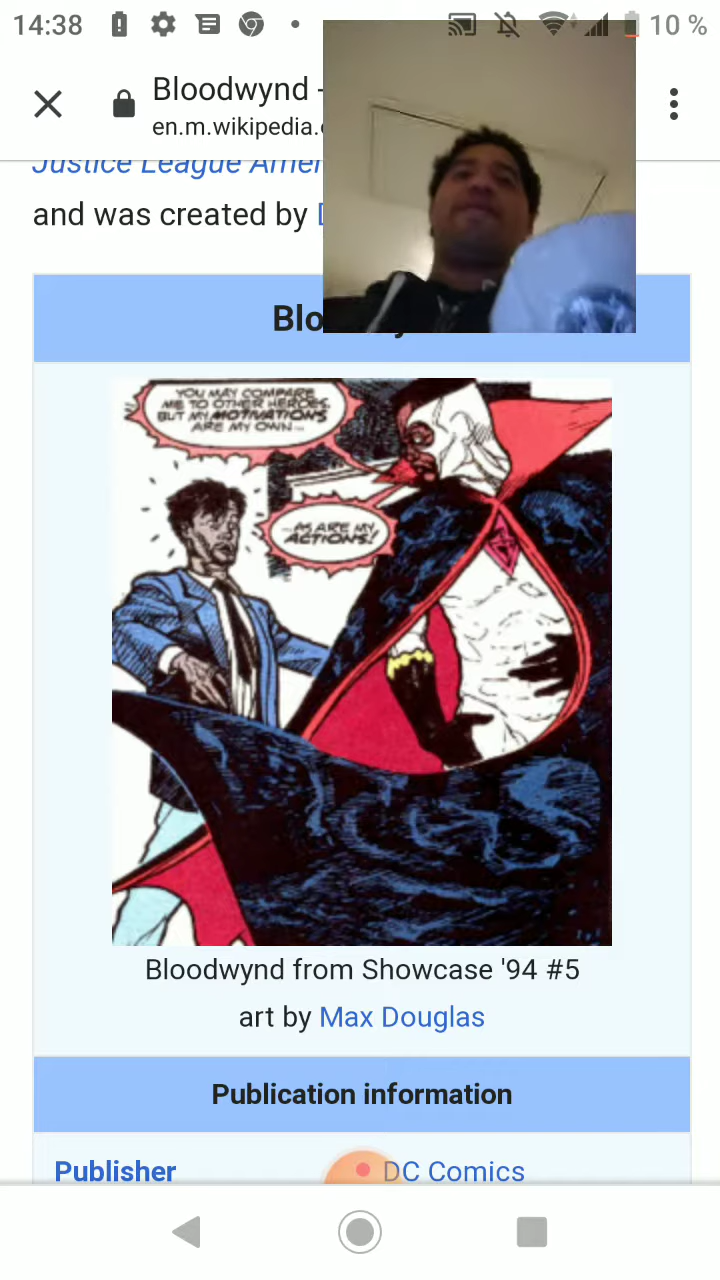 14:38
10 %
Bloodwynd -
en.m.wikipedia.
Justice League Amer
and was created by
Blo
YOU MAY COMPARE
ME TO OTHER HEROES.
BUT MY MOTIVATIONS
ARE MY OWN--
--AS ARE MY
ACTIONS!
Bloodwynd from Showcase '94 #5
art by Max Douglas
Publication information
Publisher DC Comics